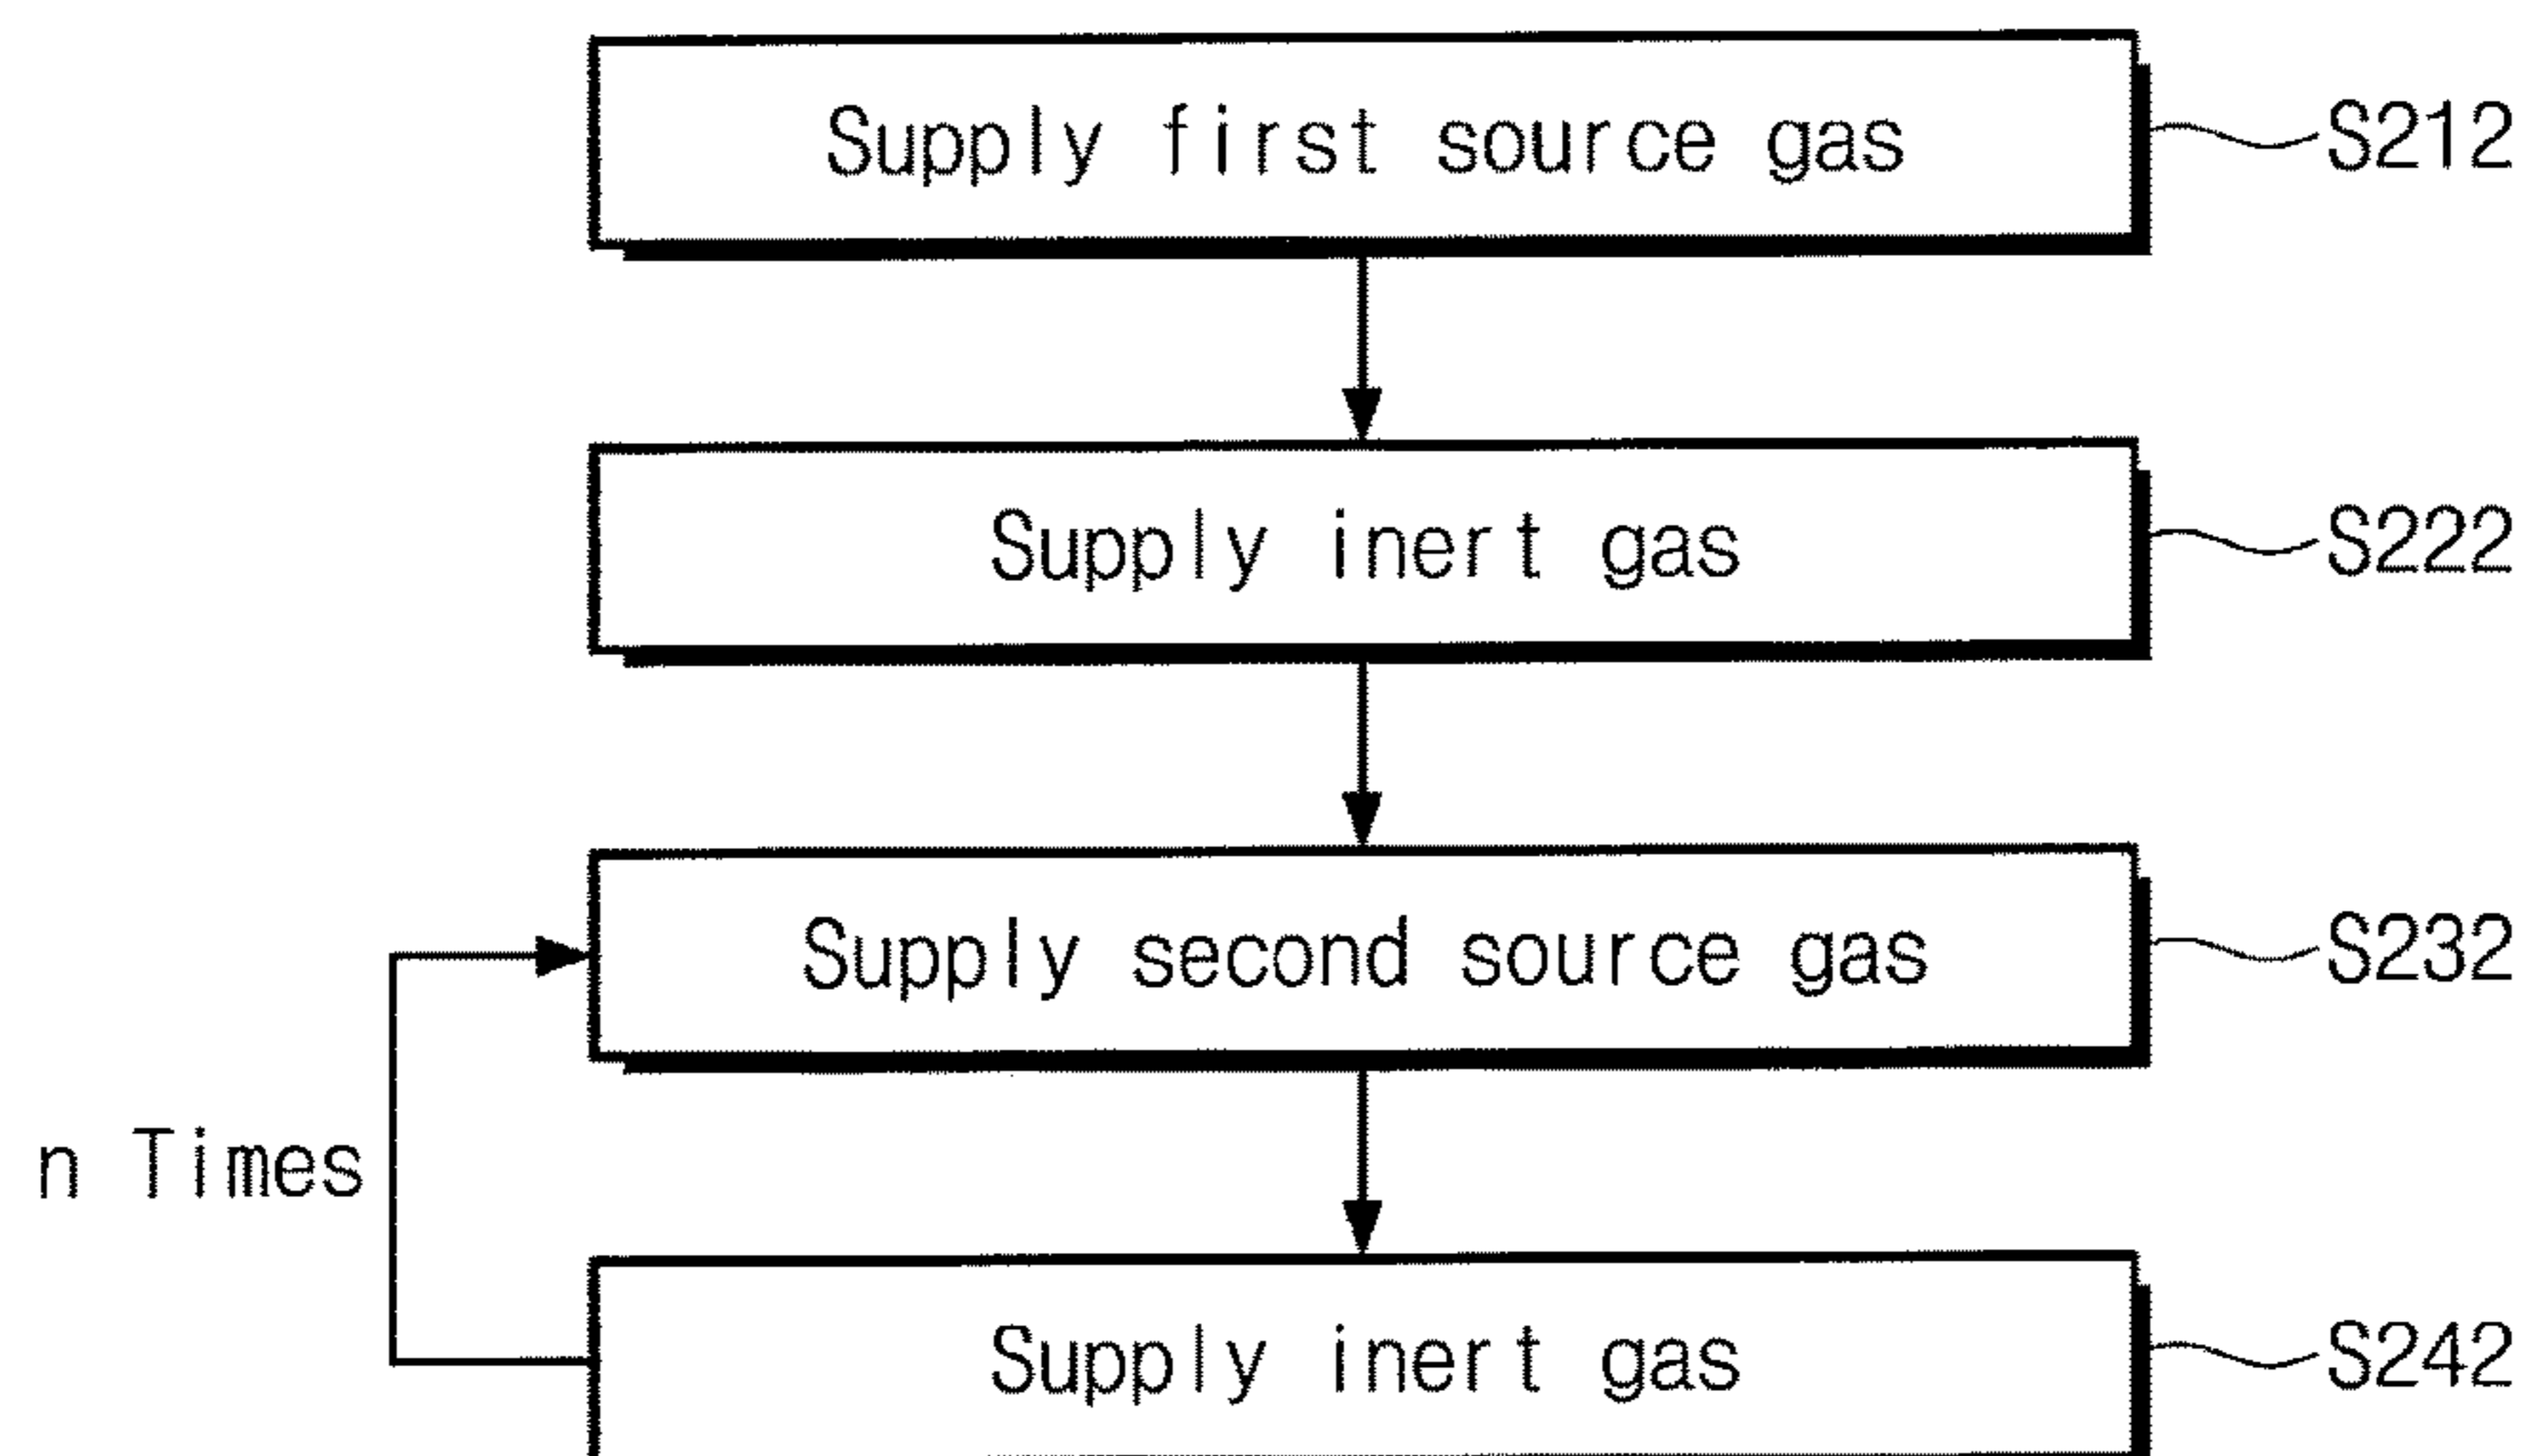 Supply first source gas
S212
Supply inert gas
S222
Supply second source gas
S232
n Times
Supply inert gas
S242